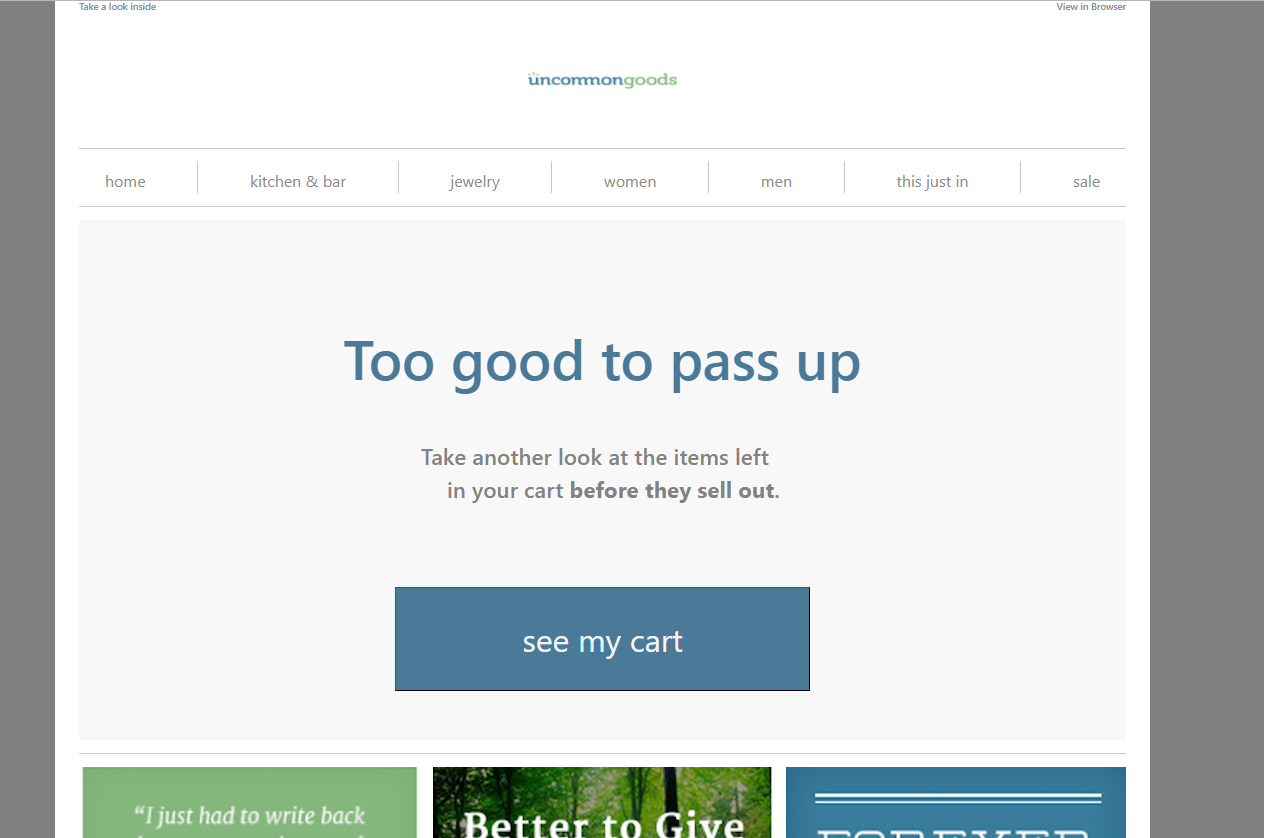 Take a look inside
View in Browser
uncommongoods
home
kitchen & bar
jewelry
women
men
this just in
sale
Too good to pass up
Take another look at the items left
in your cart before they sell out.
see my cart
“I just had to write back
Better to Give
FOREVER